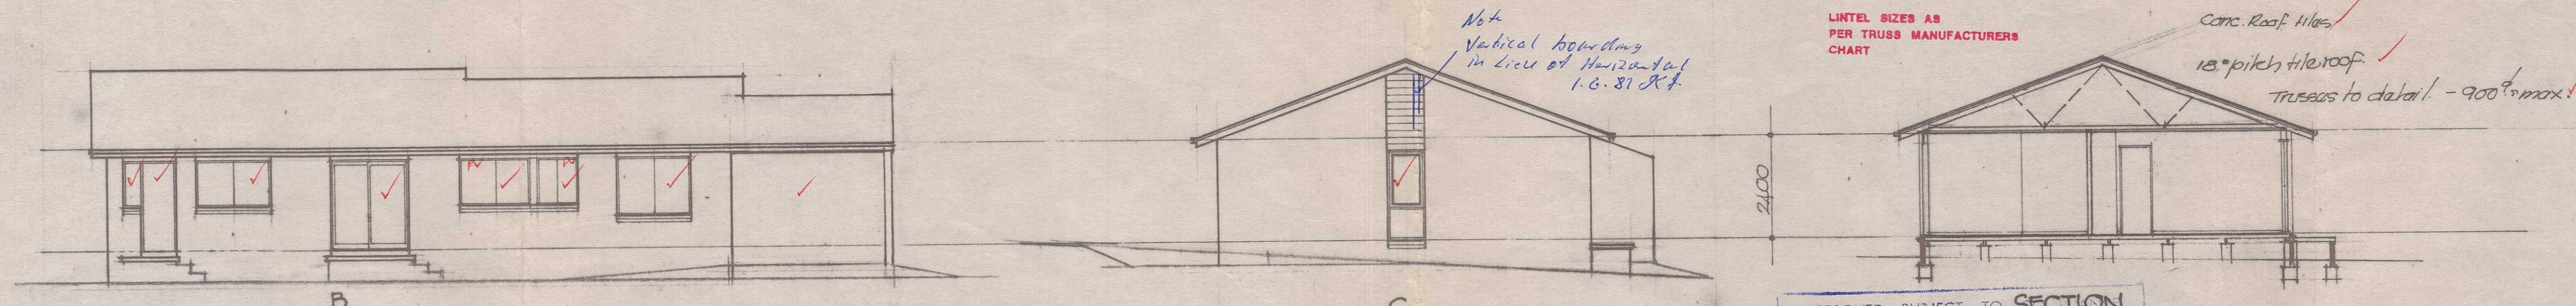 Note
Vertical boarding
in Lieu of Horizontal
1.6.81 KJ.
LINTEL SIZES AS
PER TRUSS MANUFACTURERS
CHART
Conc. Roof tiles
18° pitch tile roof.
Trusses to detail. - 900 %s max.
2400
B
C
SUBJECT TO
SECTION